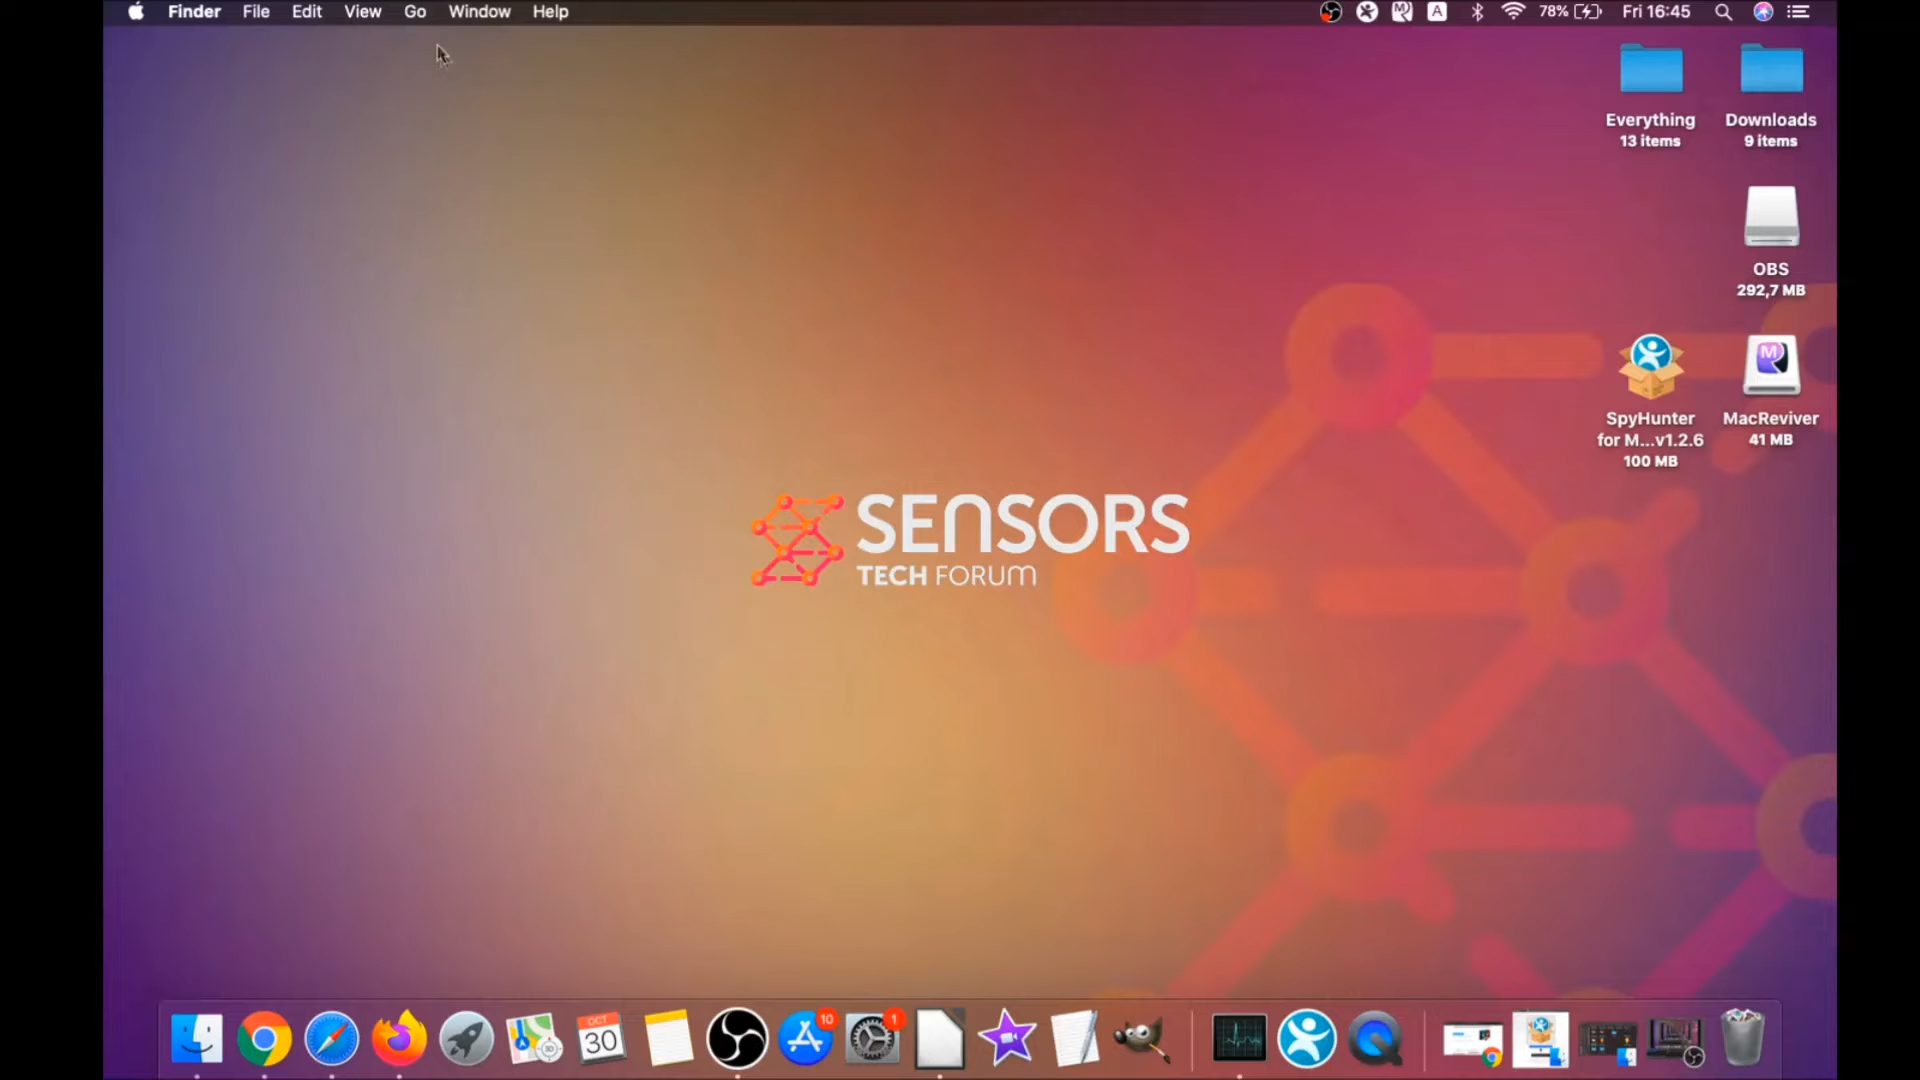 Finder File Edit View Go Window Help
A 78% Fri 16:45
Everything
13 items
Downloads
9 items
OBS
292,7 MB
SpyHunter
for M...v1.2.6
100 MB
M
MacReviver
41 MB
SENSORS
TECH FORUM
OCT
30
10
1